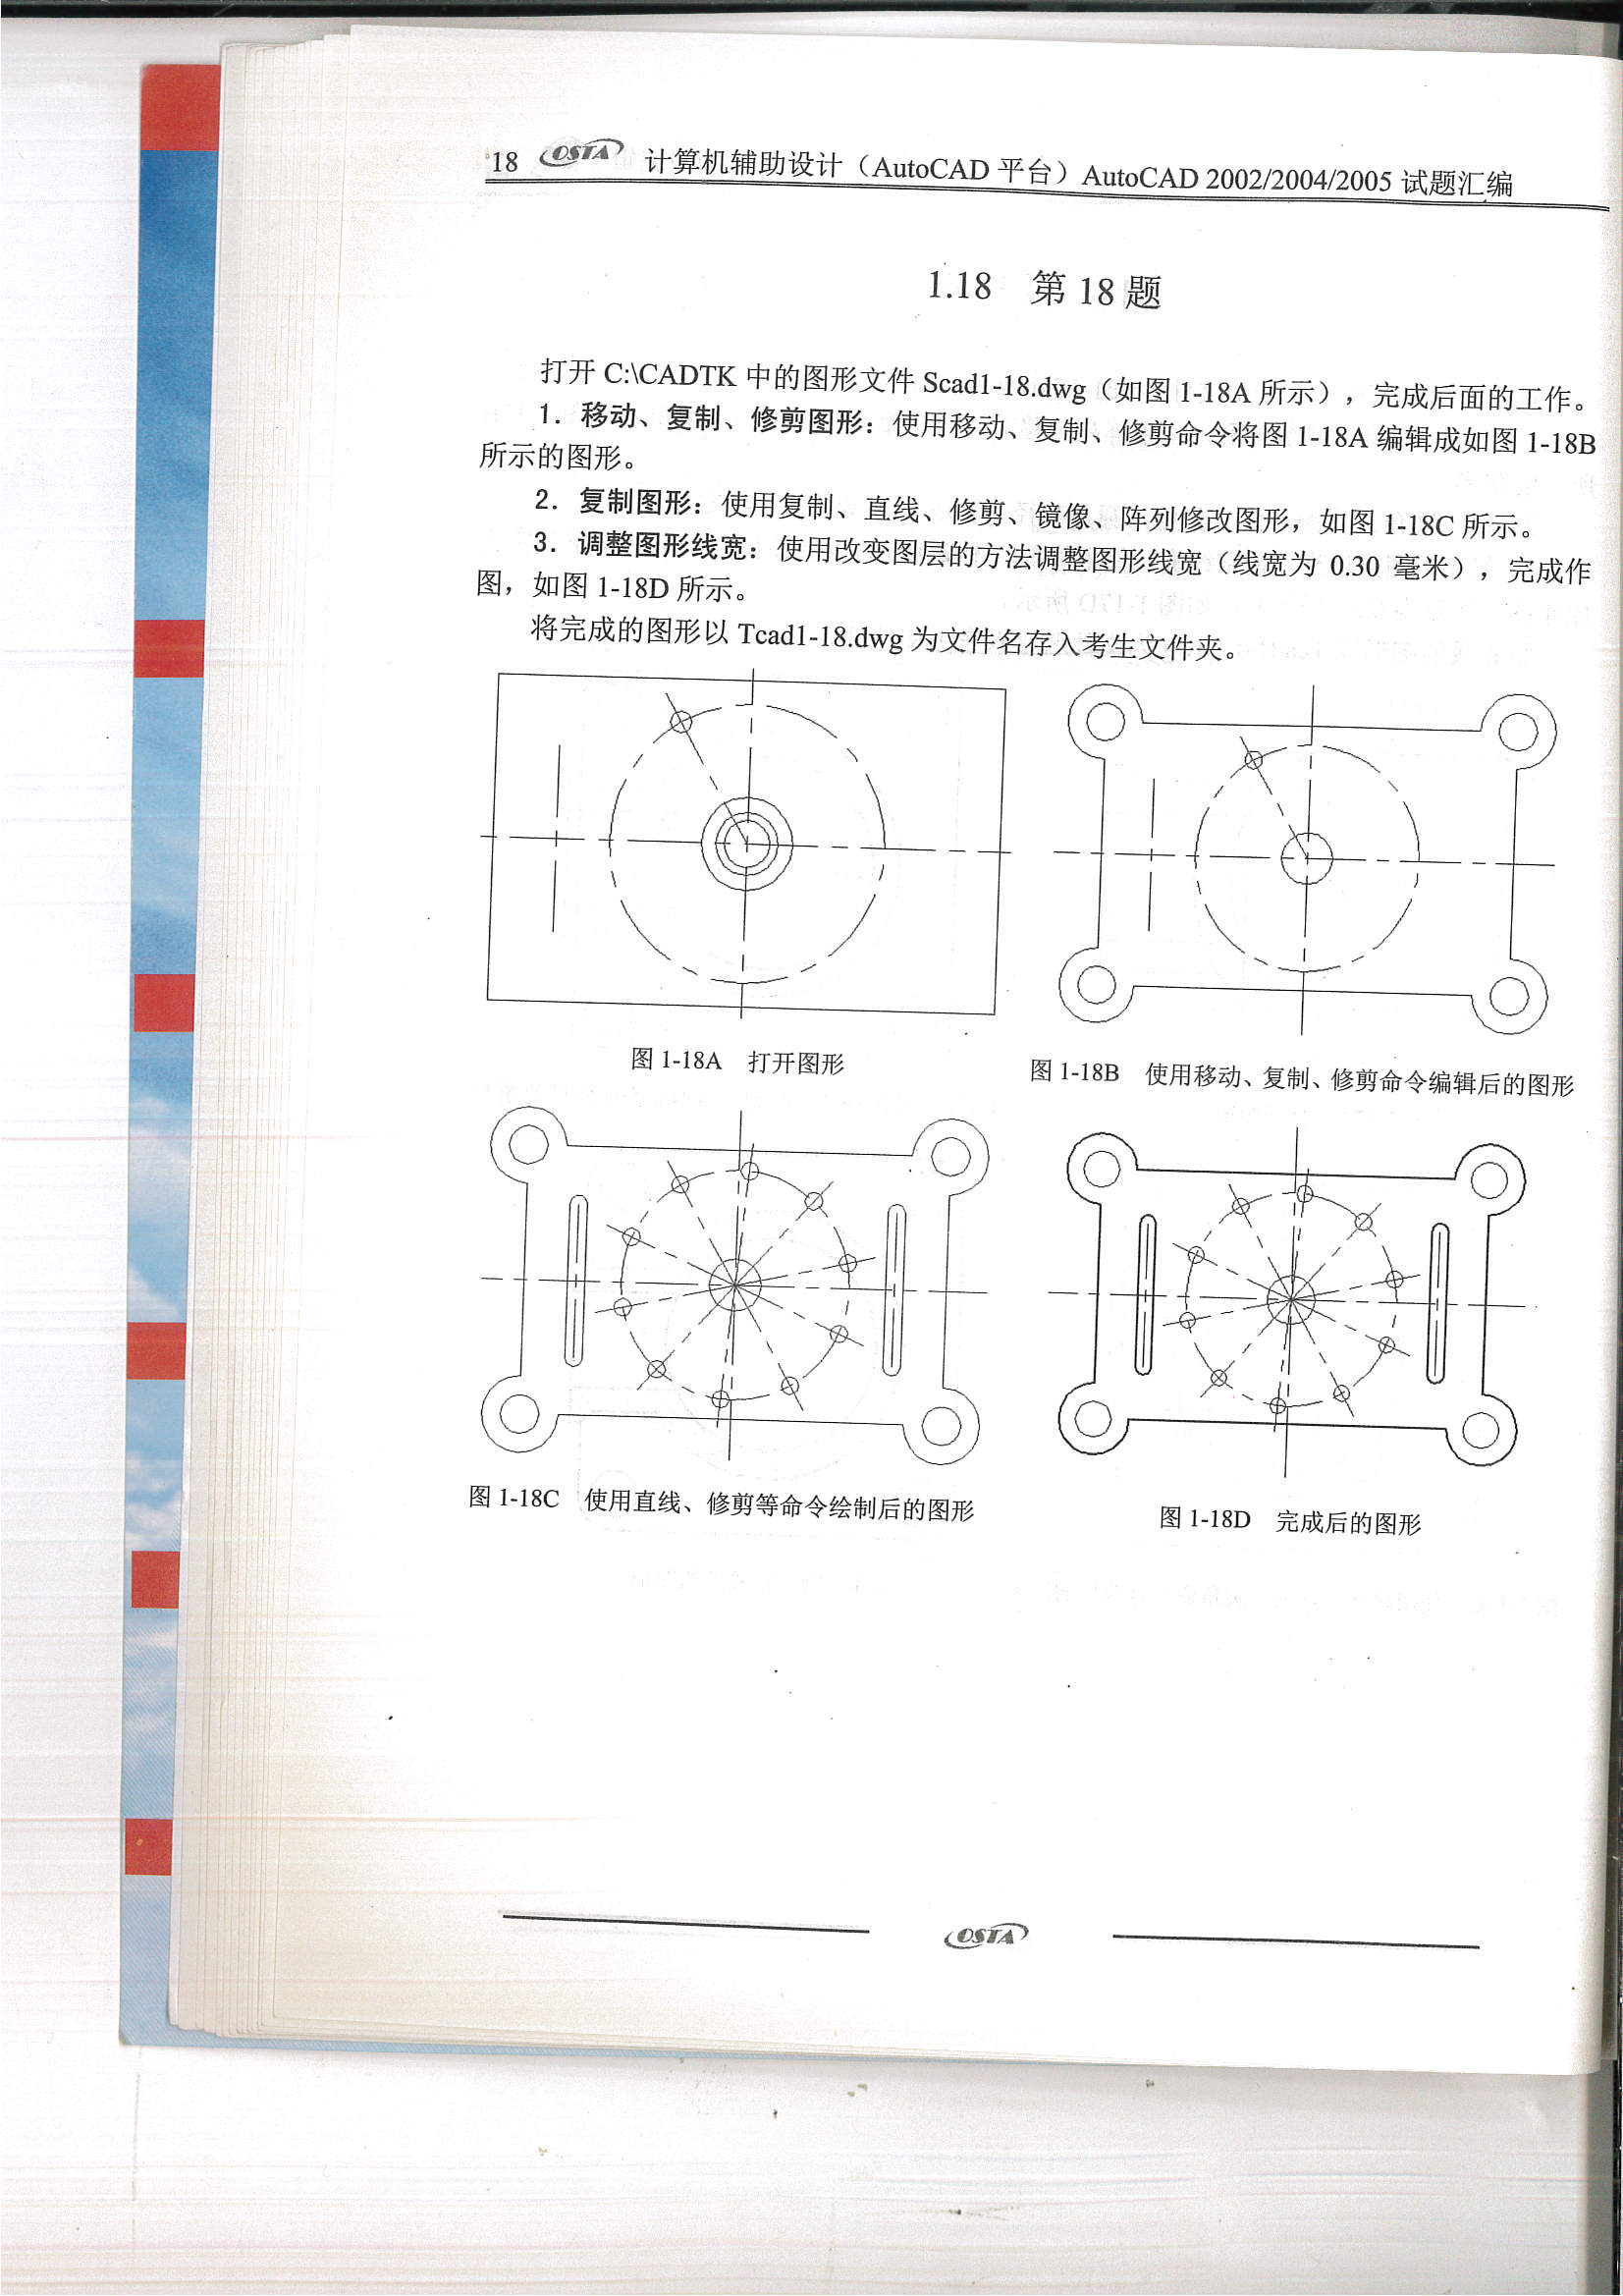 18 OSTA 计算机辅助设计（AutoCAD 平台）AutoCAD 2002/2004/2005 试题汇编
1.18 第 18 题
打开 C:\CADTK 中的图形文件 Scad1-18.dwg（如图 1-18A 所示），完成后面的工作。
1．移动、复制、修剪图形：使用移动、复制、修剪命令将图 1-18A 编辑成如图 1-18B
所示的图形。
2．复制图形：使用复制、直线、修剪、镜像、阵列修改图形，如图 1-18C 所示。
3．调整图形线宽：使用改变图层的方法调整图形线宽（线宽为 0.30 毫米），完成作
图，如图 1-18D 所示。
将完成的图形以 Tcad1-18.dwg 为文件名存入考生文件夹。
图 1-18A 打开图形
图 1-18B 使用移动、复制、修剪命令编辑后的图形
图 1-18C 使用直线、修剪等命令绘制后的图形
图 1-18D 完成后的图形
OSTA